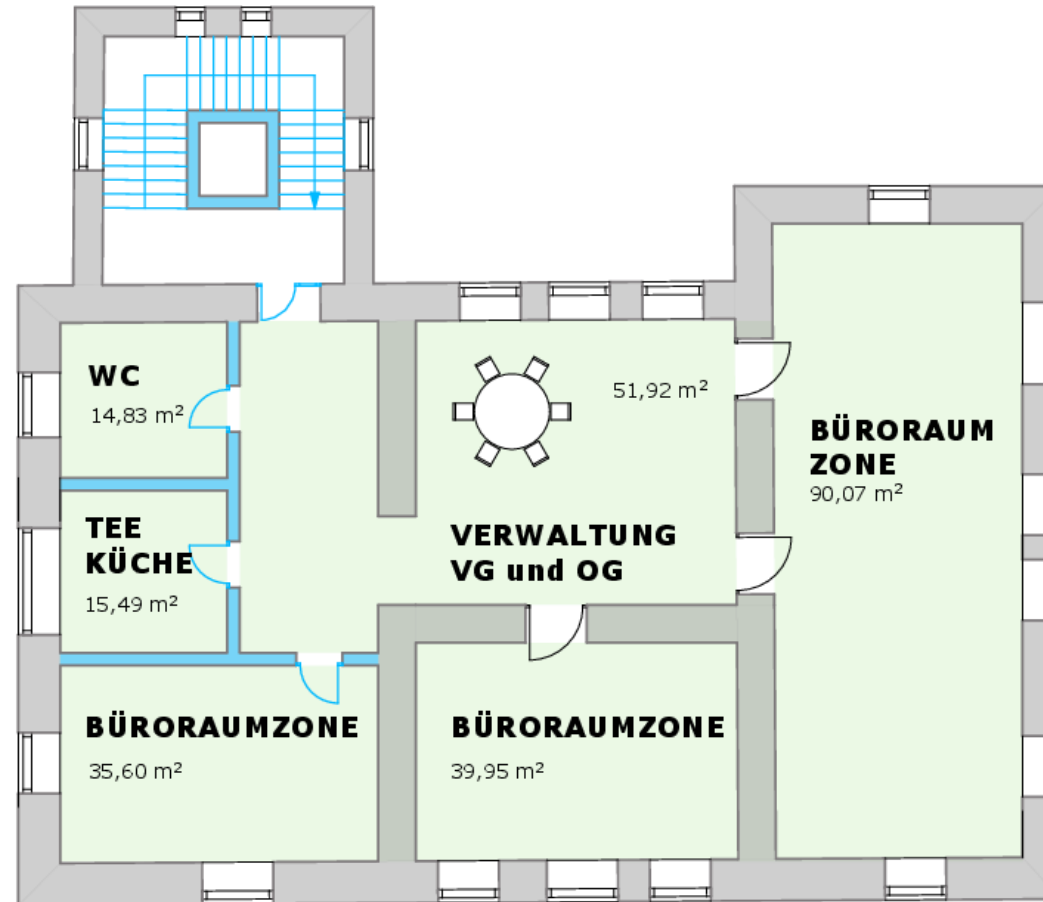 WC
14,83 m²
51,92 m²
BÜRORAUM
ZONE
90,07 m²
TEE
KÜCHE
15,49 m²
VERWALTUNG
VG und OG
BÜRORAUMZONE
35,60 m²
BÜRORAUMZONE
39,95 m²